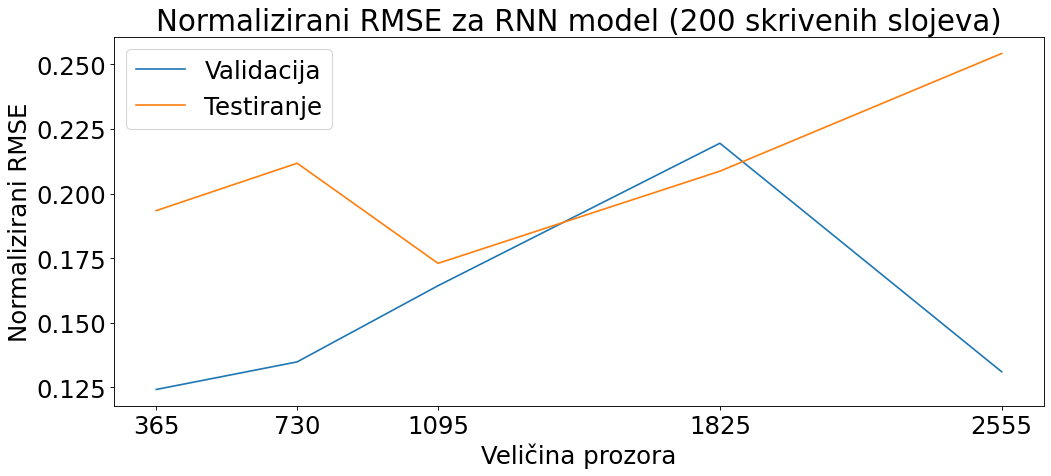 Normalizirani RMSE za RNN model (200 skrivenih slojeva)
Validacija
Testiranje
Normalizirani RMSE
0.250
0.225
0.200
0.175
0.150
0.125
365 730 1095 1825 2555
Veličina prozora